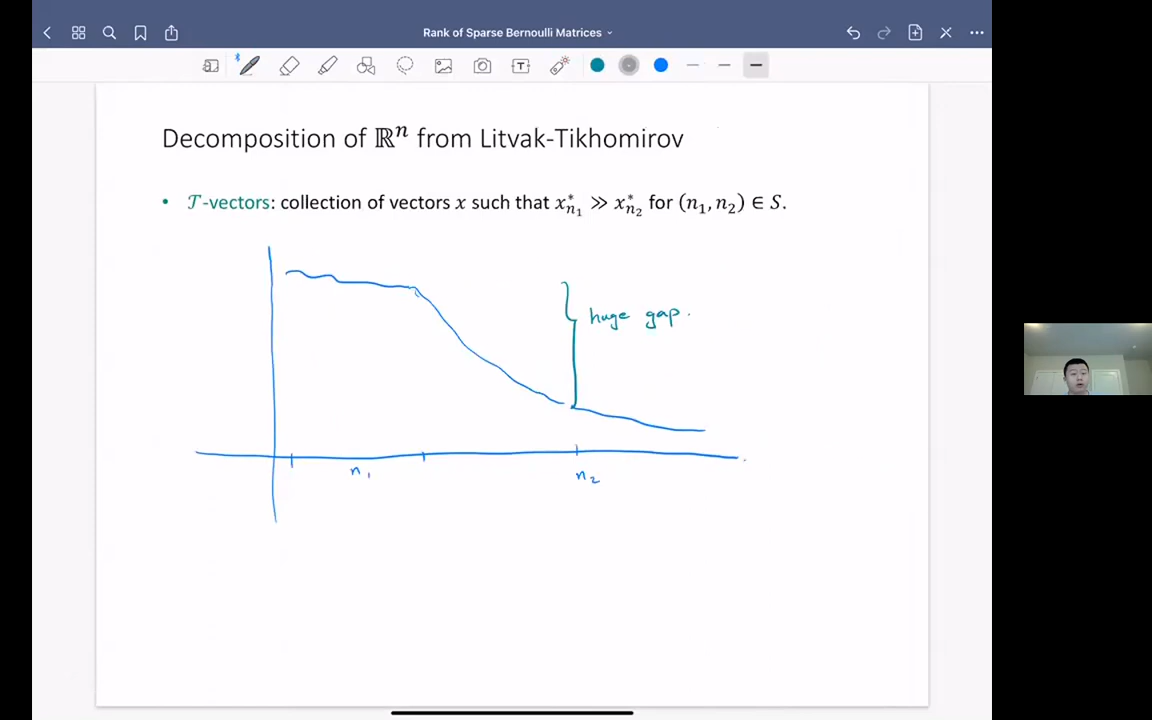 Rank of Sparse Bernoulli Matrices
Decomposition of ℝⁿ from Litvak-Tikhomirov
• 𝒯-vectors: collection of vectors x such that x*ₙ₁ ≫ x*ₙ₂ for (n₁, n₂) ∈ S.
huge gap.
n₁
n₂